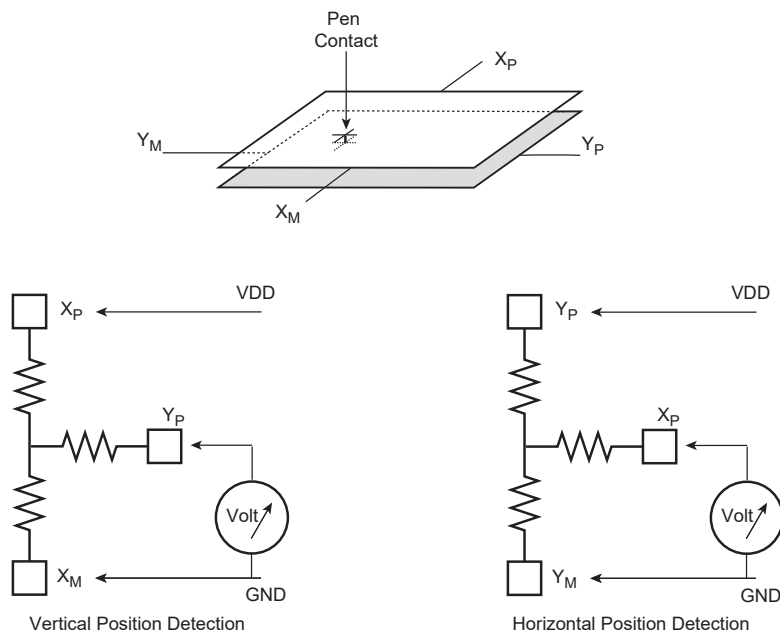 Pen
Contact
X_P
Y_M
Y_P
X_M
VDD
X_P
Y_P
Volt
X_M
GND
Vertical Position Detection
VDD
Y_P
X_P
Volt
Y_M
GND
Horizontal Position Detection